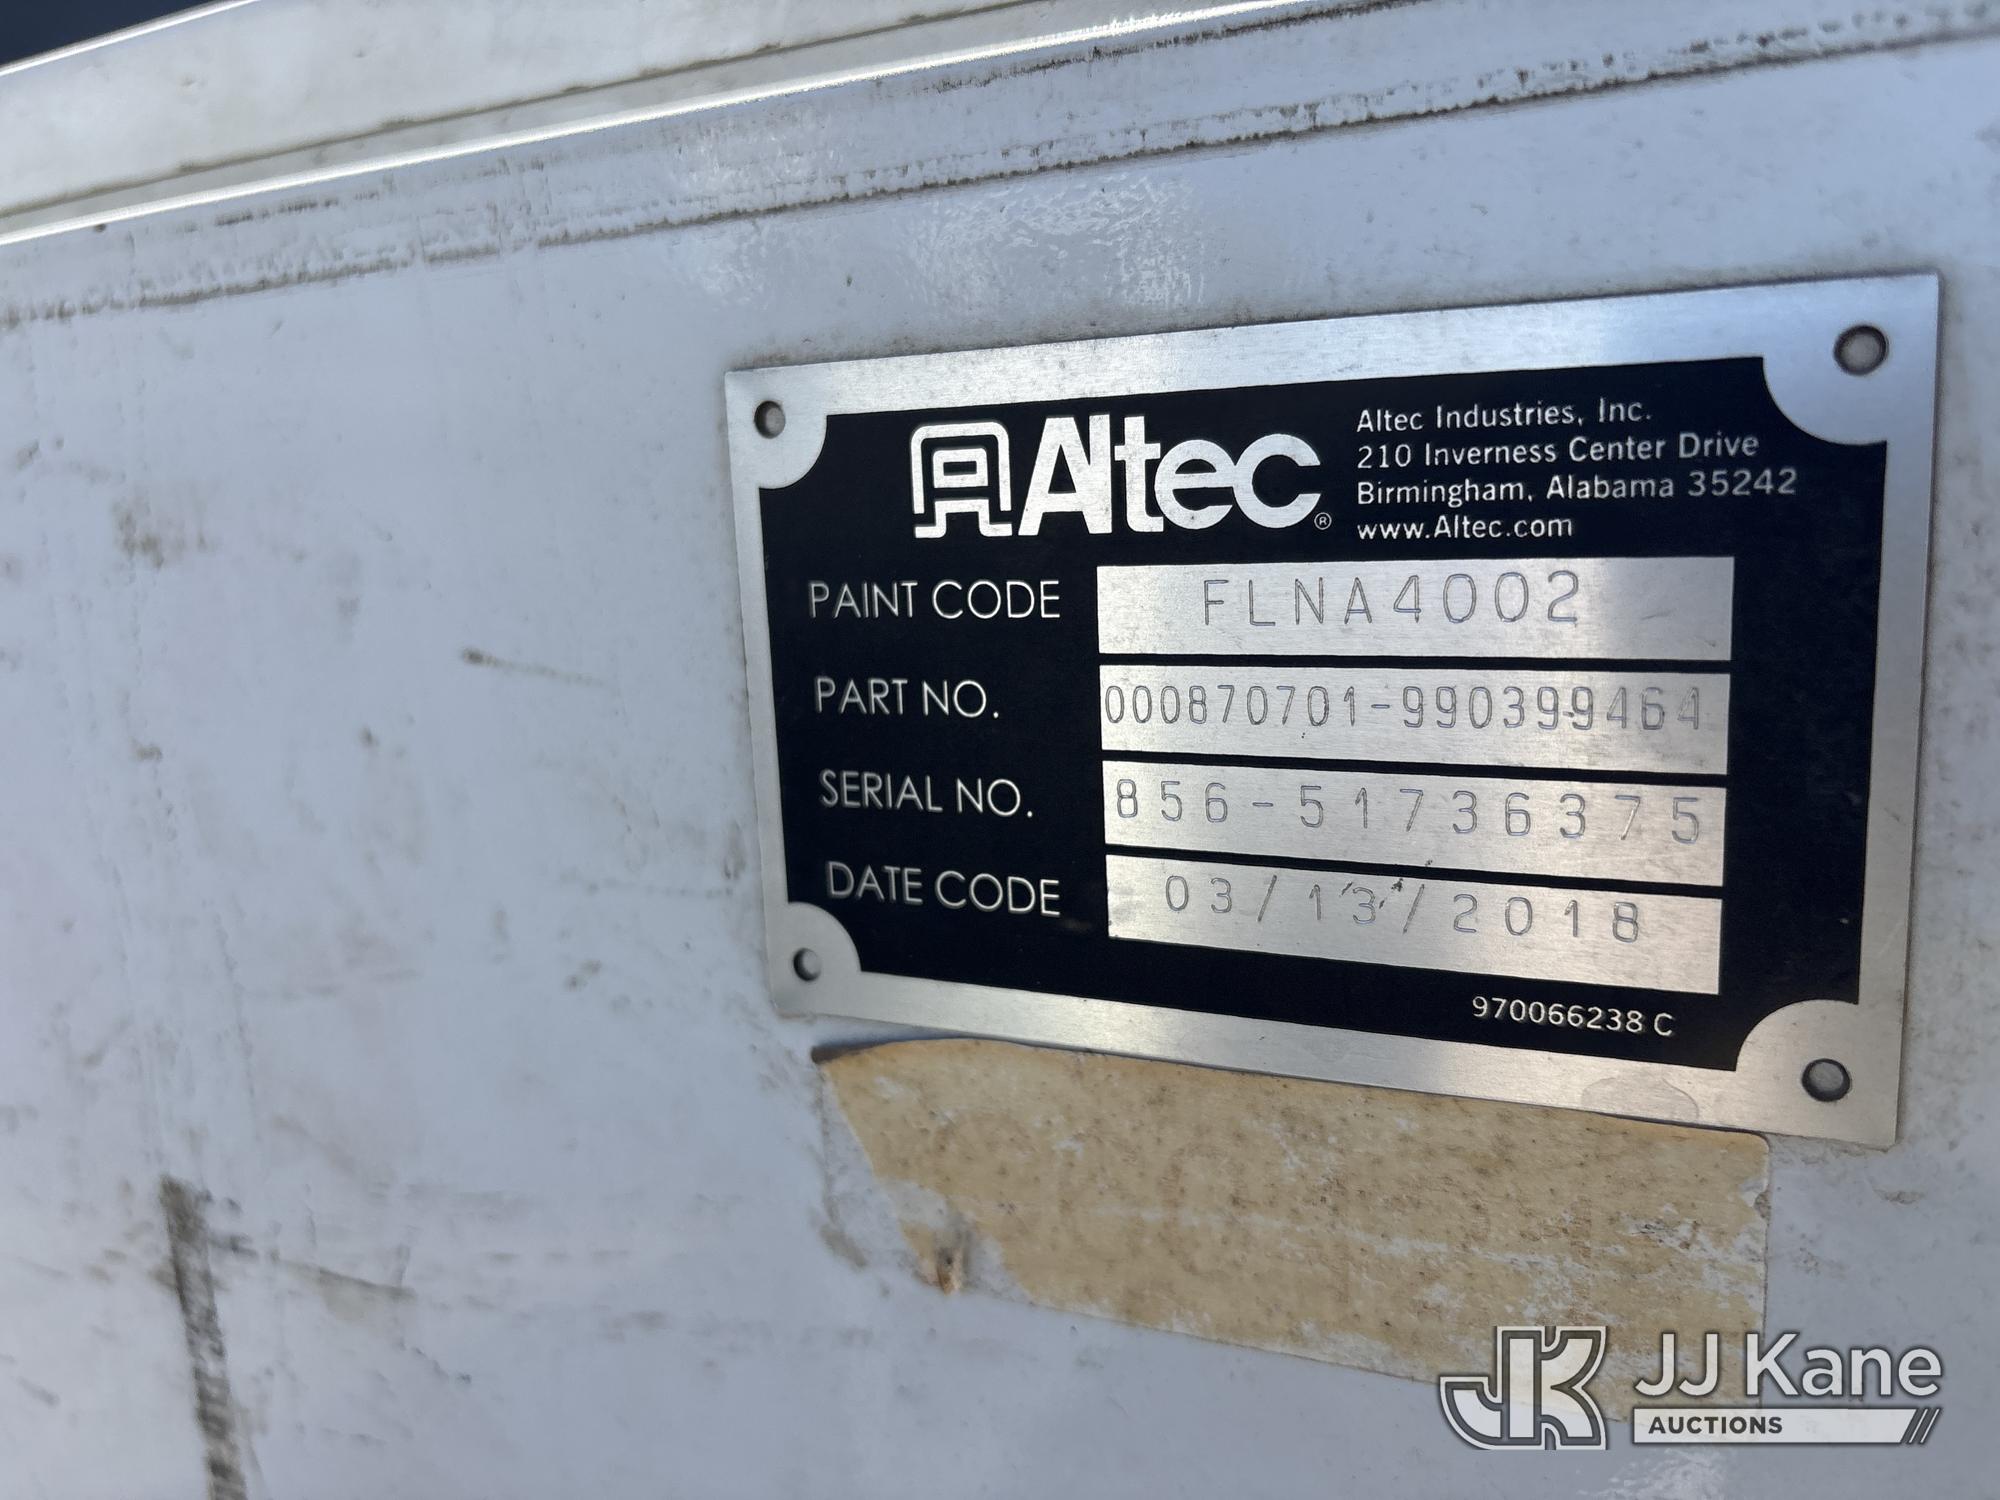 Altec®
Altec Industries, Inc.
210 Inverness Center Drive
Birmingham, Alabama 35242
www.Altec.com
PAINT CODE FLNA4002
PART NO. 000870701-990399464
SERIAL NO. 856-51736375
DATE CODE 03/13/2018
970066238 C
JK JJ Kane
AUCTIONS